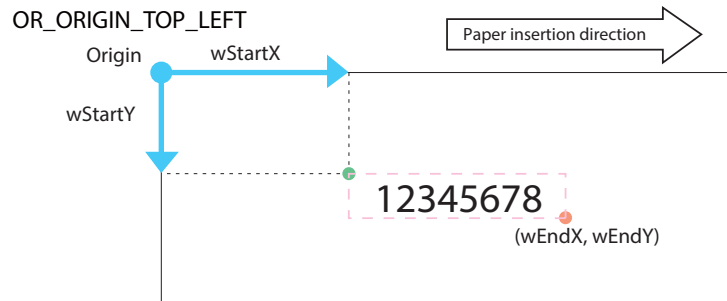 OR_ORIGIN_TOP_LEFT
Paper insertion direction
Origin
wStartX
wStartY
12345678
(wEndX, wEndY)